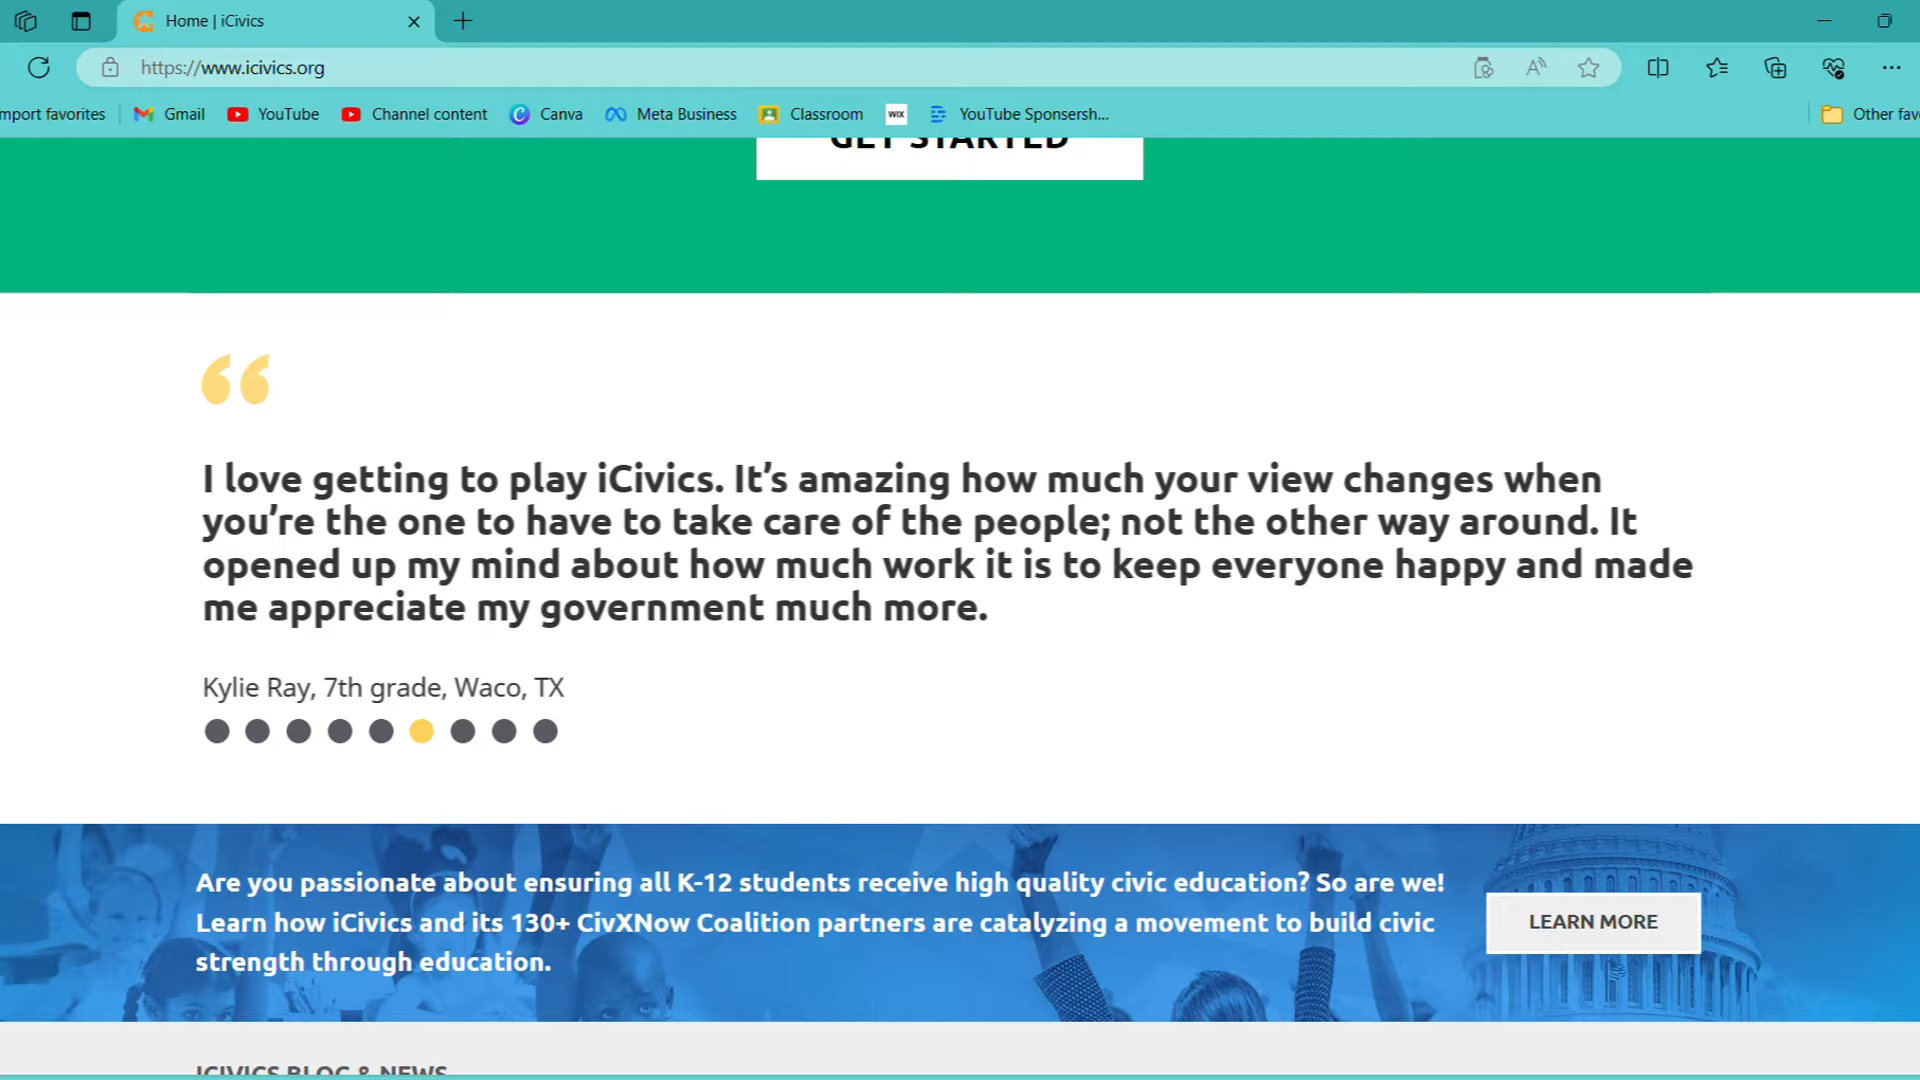 Home | iCivics
https://www.icivics.org
mport favorites
Gmail
YouTube
Channel content
Canva
Meta Business
Classroom
WIX
YouTube Sponsersh...
Other fav
GET STARTED
“
I love getting to play iCivics. It’s amazing how much your view changes when
you’re the one to have to take care of the people; not the other way around. It
opened up my mind about how much work it is to keep everyone happy and made
me appreciate my government much more.
Kylie Ray, 7th grade, Waco, TX
Are you passionate about ensuring all K-12 students receive high quality civic education? So are we!
Learn how iCivics and its 130+ CivXNow Coalition partners are catalyzing a movement to build civic
strength through education.
LEARN MORE
ICIVICS BLOG & NEWS